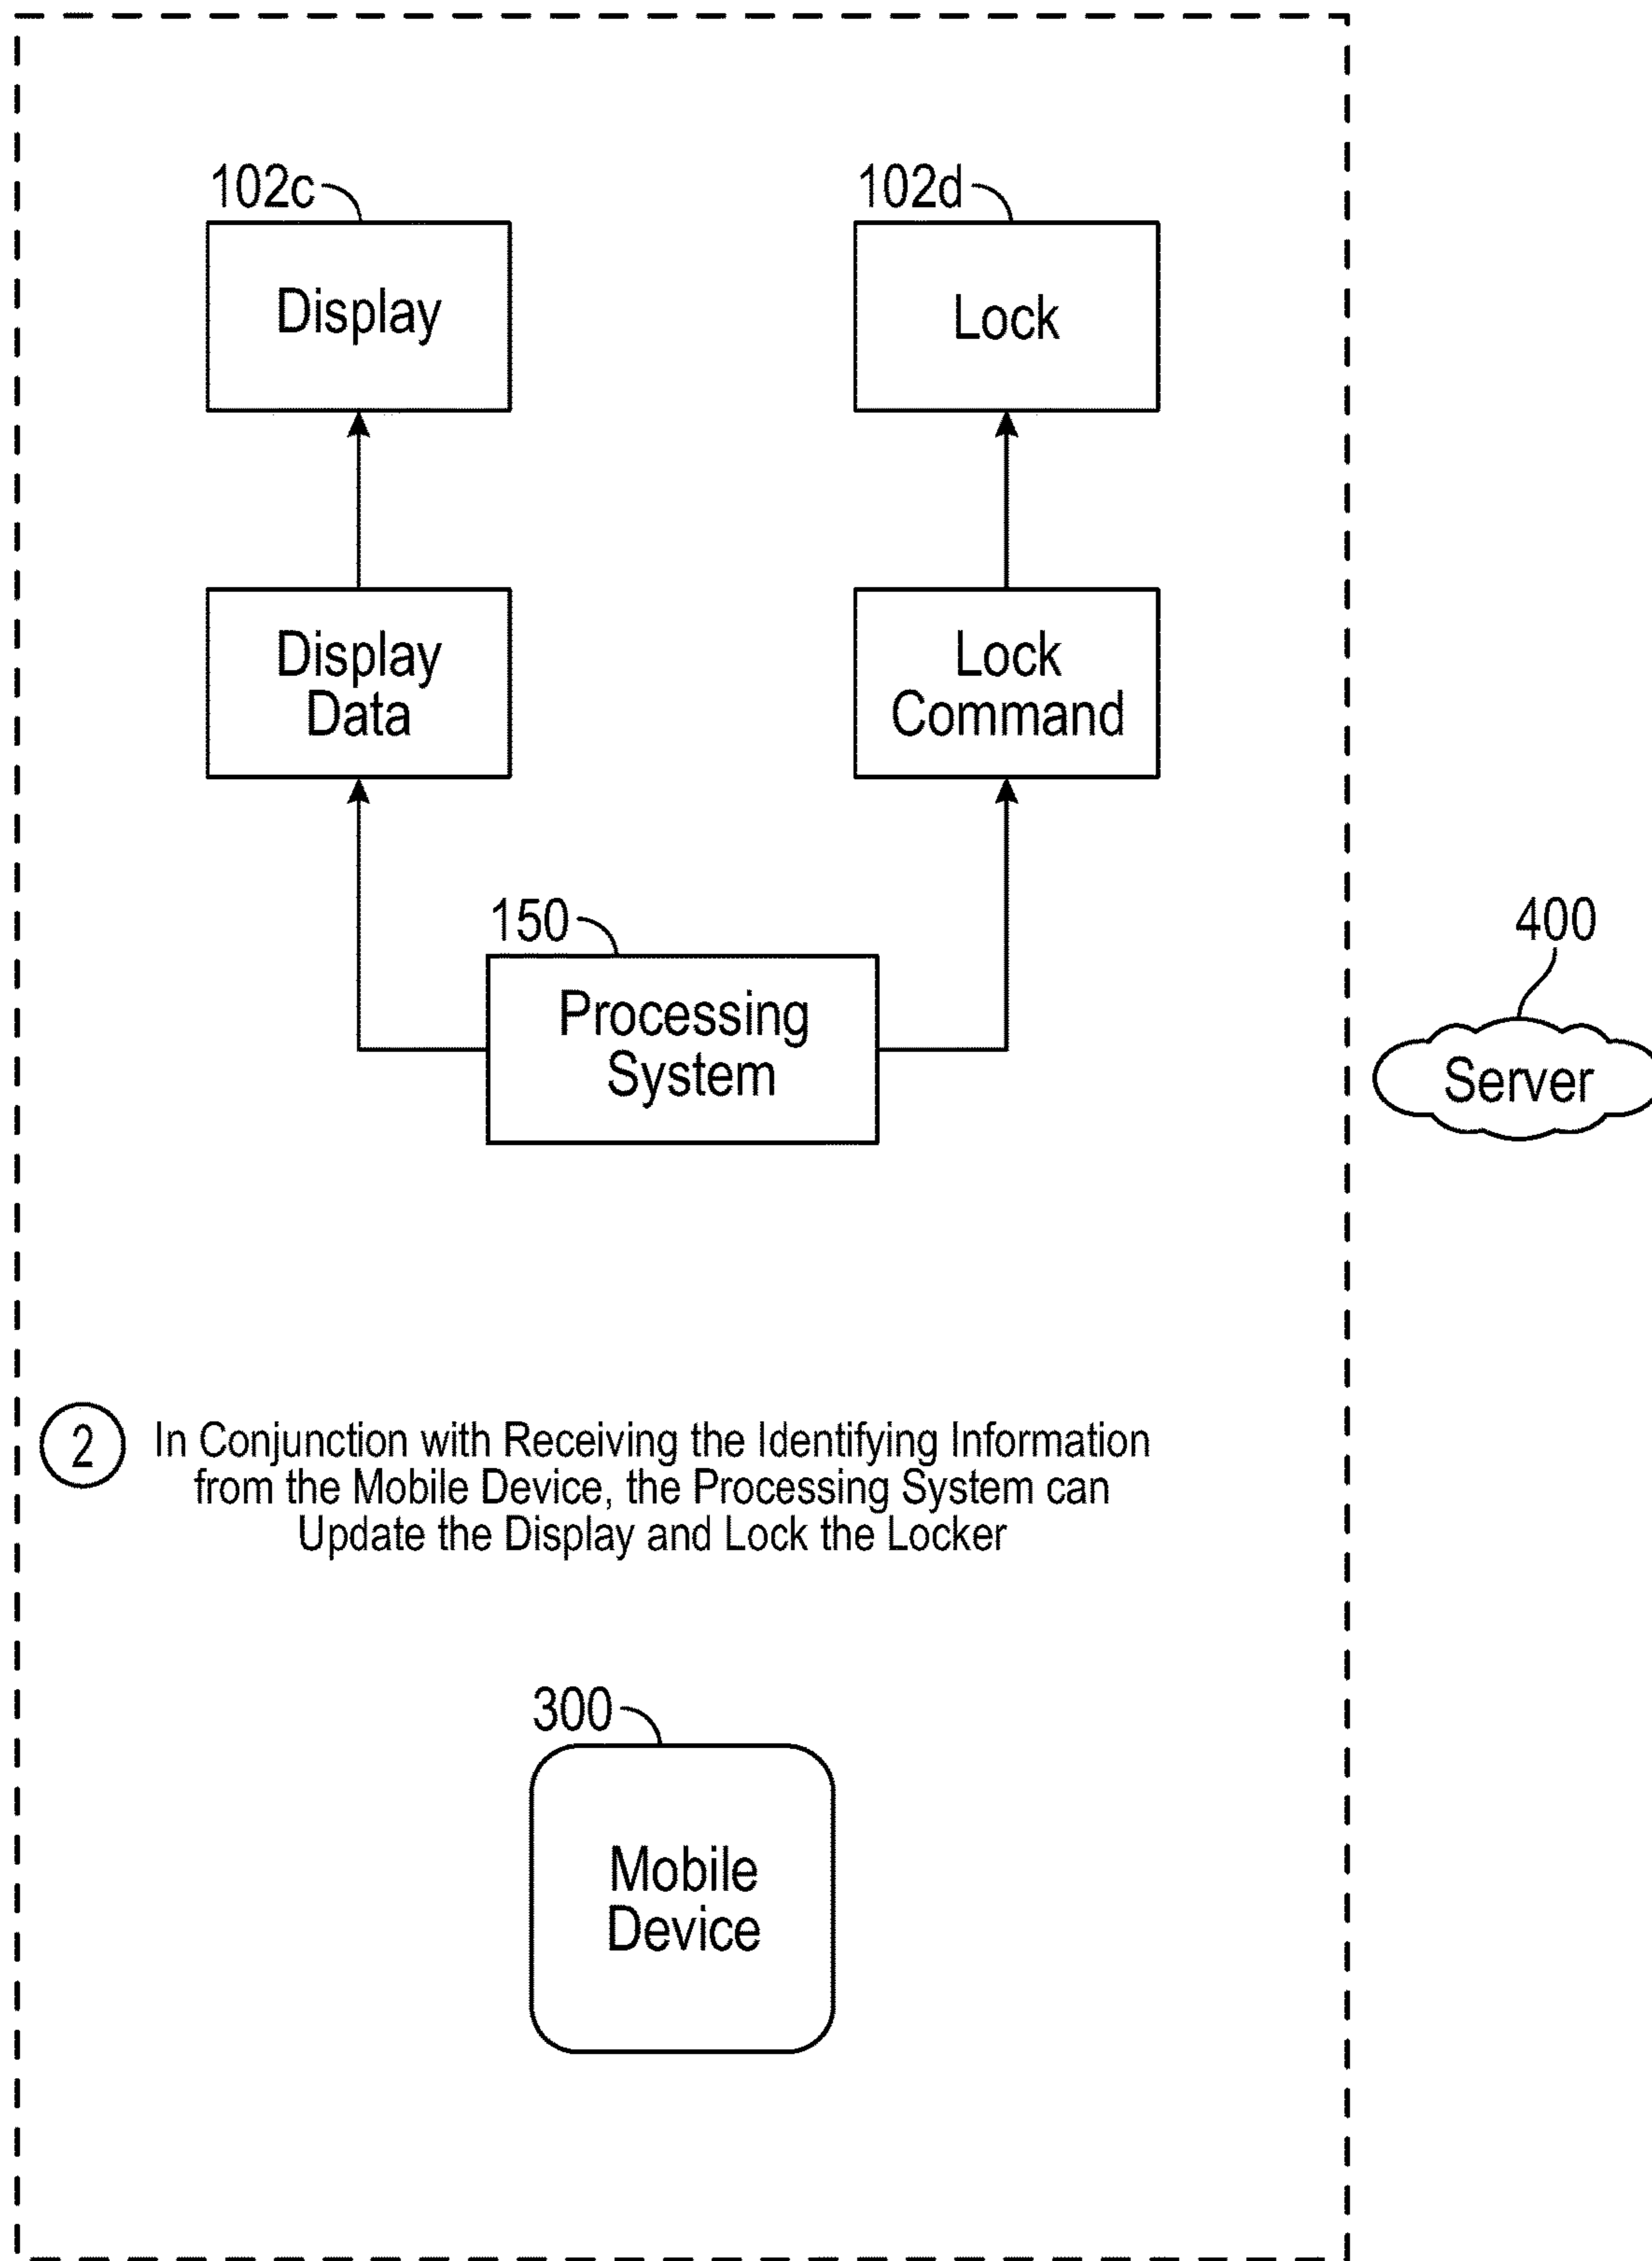 102c
102d
Display
Lock
Display
Data
Lock
Command
150
400
Processing
System
Server
2
In Conjunction with Receiving the Identifying Information
from the Mobile Device, the Processing System can
Update the Display and Lock the Locker
300
Mobile
Device